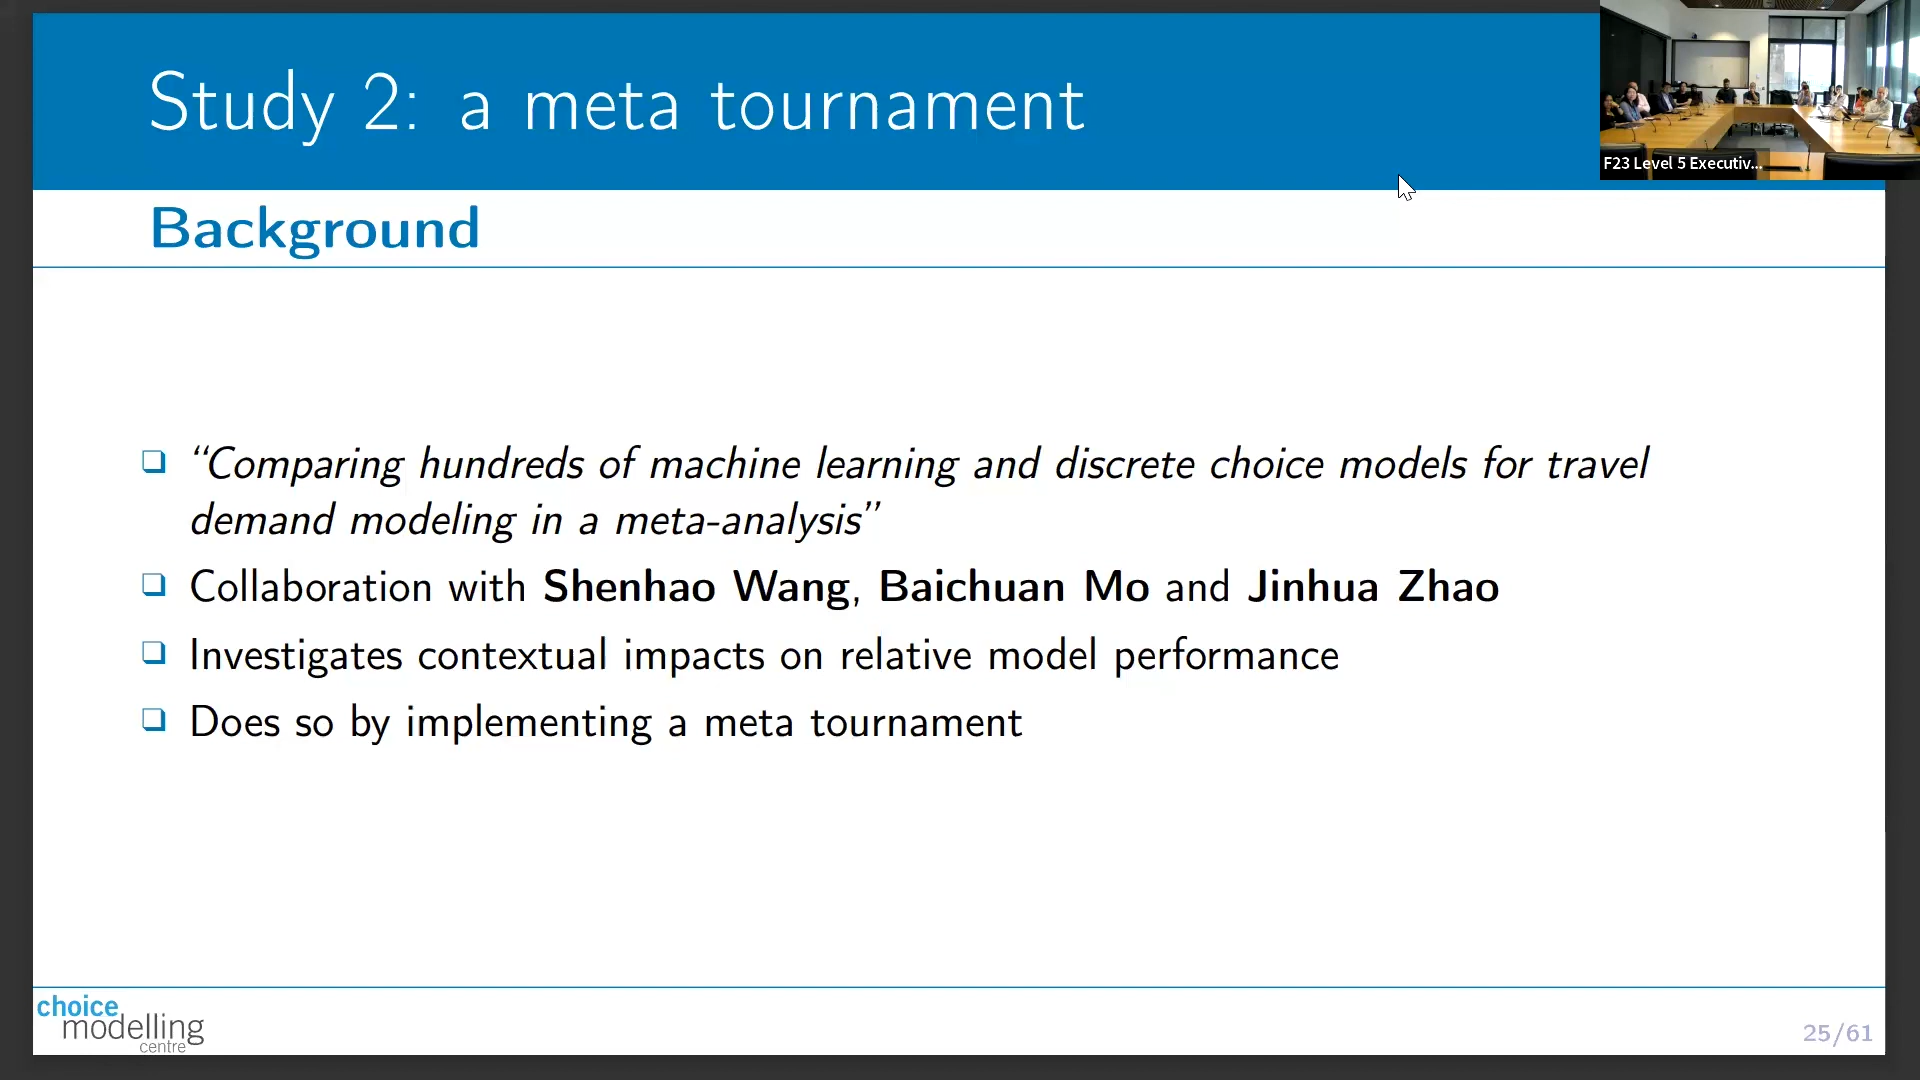 Study 2: a meta tournament
F23 Level 5 Executiv...
Background
“Comparing hundreds of machine learning and discrete choice models for travel
demand modeling in a meta-analysis”
Collaboration with Shenhao Wang, Baichuan Mo and Jinhua Zhao
Investigates contextual impacts on relative model performance
Does so by implementing a meta tournament
choice
modelling
centre
25/61